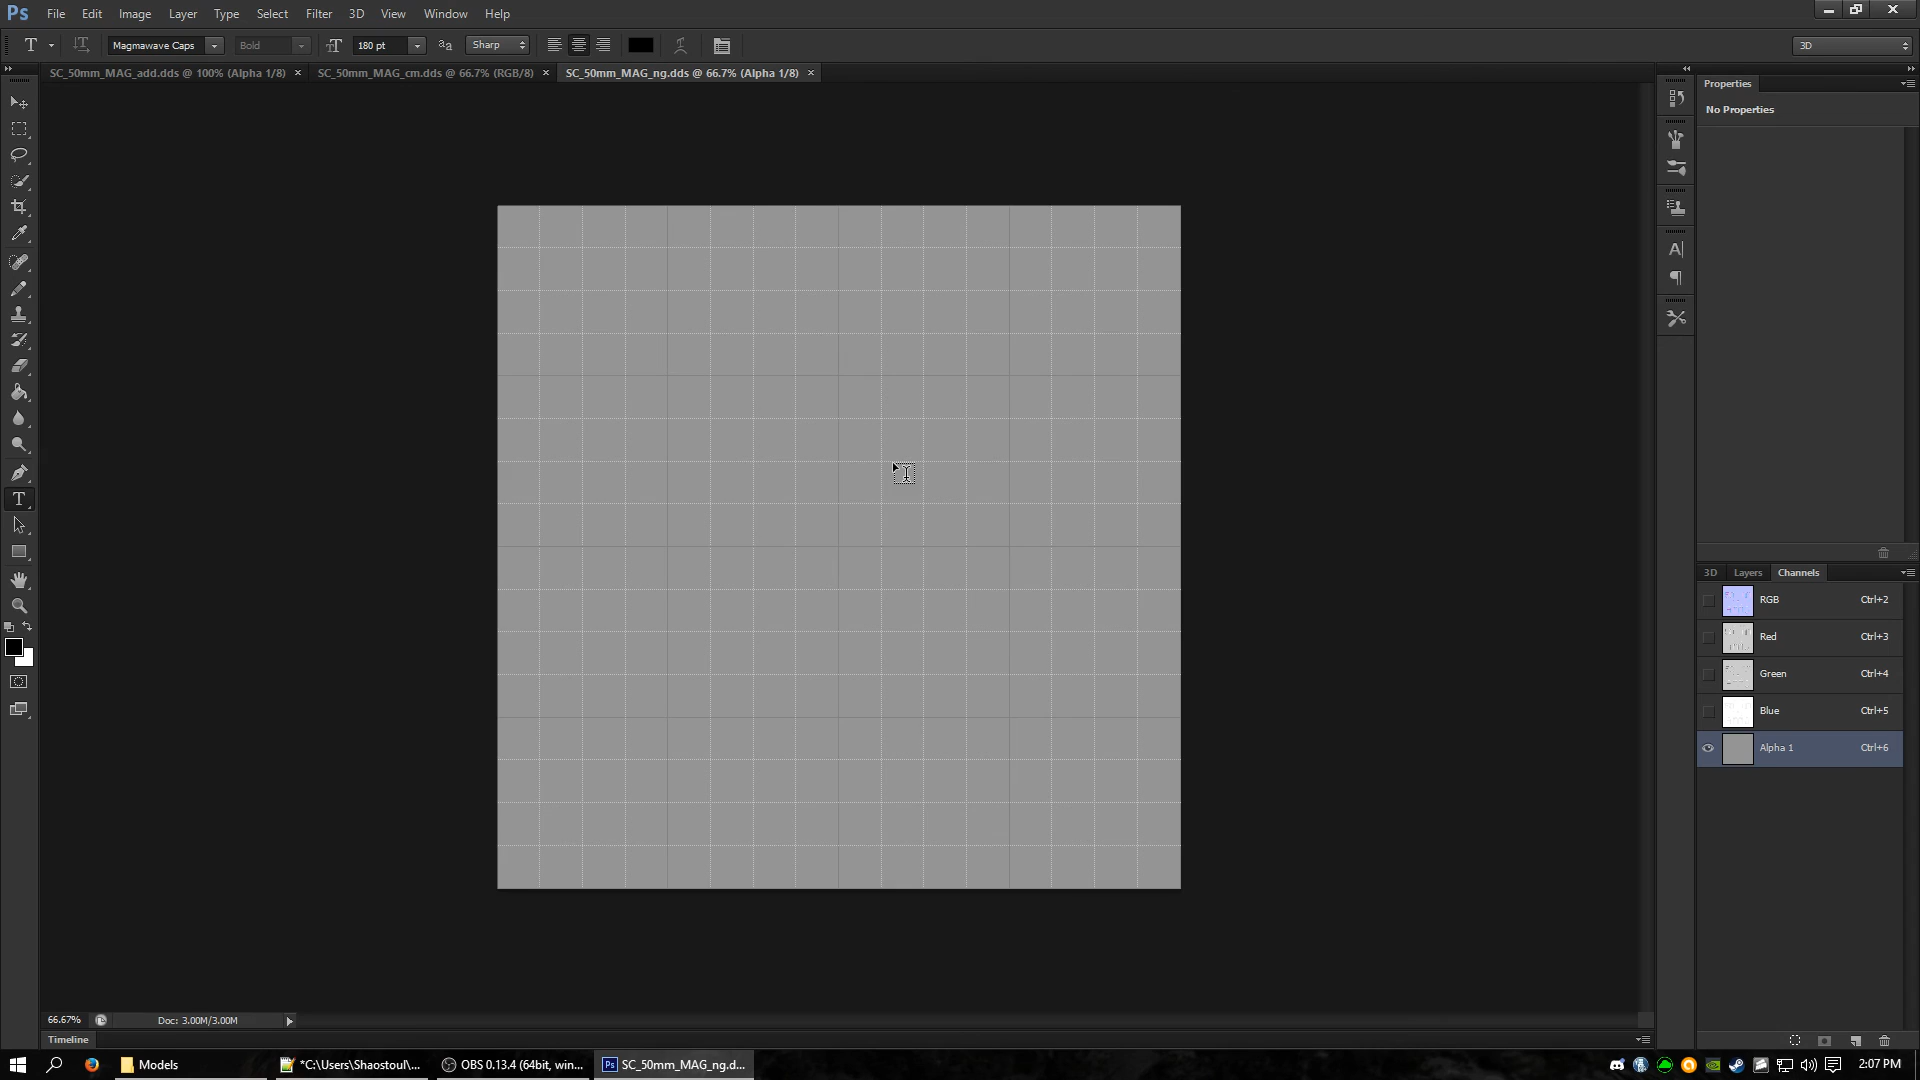 Ps File Edit Image Layer Type Select Filter 3D View Window Help
T Magmawave Caps Bold 180 pt Sharp 3D
SC_50mm_MAG_add.dds @ 100% (Alpha 1/8) × SC_50mm_MAG_cm.dds @ 66.7% (RGB/8) × SC_50mm_MAG_ng.dds @ 66.7% (Alpha 1/8) ×
Properties
No Properties
3D Layers Channels
RGB Ctrl+2
Red Ctrl+3
Green Ctrl+4
Blue Ctrl+5
Alpha 1 Ctrl+6
66.67% Doc: 3.00M/3.00M
Timeline
Models *C:\Users\Shaostoul\... OBS 0.13.4 (64bit, win... Ps SC_50mm_MAG_ng.d... 2:07 PM